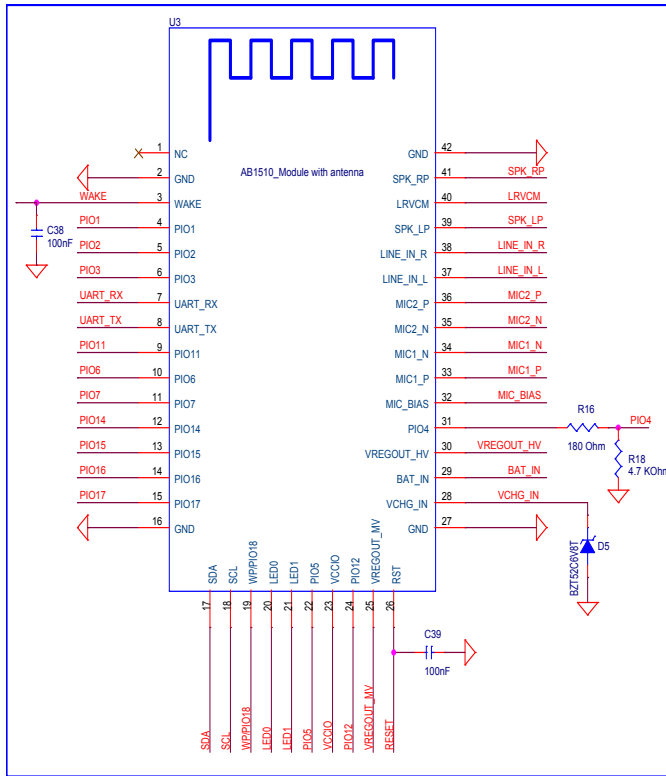 U3
AB1510_Module with antenna
1 NC
2 GND
WAKE 3 WAKE
C38
100nF
PIO1 4 PIO1
PIO2 5 PIO2
PIO3 6 PIO3
UART_RX 7 UART_RX
UART_TX 8 UART_TX
PIO11 9 PIO11
PIO6 10 PIO6
PIO7 11 PIO7
PIO14 12 PIO14
PIO15 13 PIO15
PIO16 14 PIO16
PIO17 15 PIO17
16 GND
GND 42
SPK_RP 41 SPK_RP
LRVCM 40 LRVCM
SPK_LP 39 SPK_LP
LINE_IN_R 38 LINE_IN_R
LINE_IN_L 37 LINE_IN_L
MIC2_P 36 MIC2_P
MIC2_N 35 MIC2_N
MIC1_N 34 MIC1_N
MIC1_P 33 MIC1_P
MIC_BIAS 32 MIC_BIAS
PIO4 31
R16
180 Ohm
PIO4
R18
4.7 KOhm
VREGOUT_HV 30 VREGOUT_HV
BAT_IN 29 BAT_IN
VCHG_IN 28 VCHG_IN
GND 27
D5
BZT52C6V8T
SDA 17 SDA
SCL 18 SCL
WP/PIO18 19 WP/PIO18
LED0 20 LED0
LED1 21 LED1
PIO5 22 PIO5
VCCIO 23 VCCIO
PIO12 24 PIO12
VREGOUT_MV 25 VREGOUT_MV
RST 26 RESET
C39
100nF